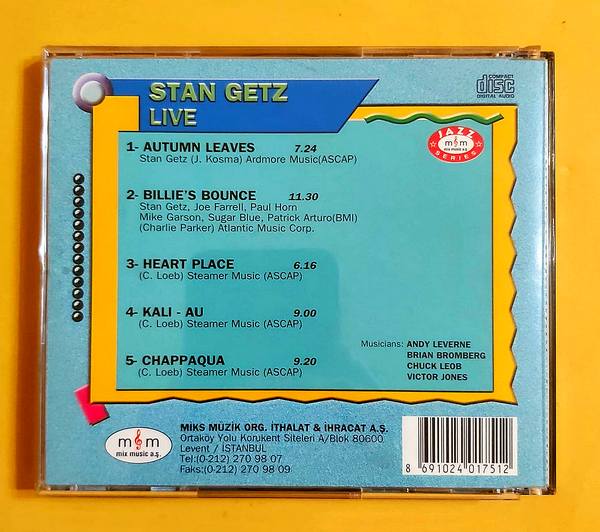 STAN GETZ
LIVE
COMPACT
disc
DIGITAL AUDIO
JAZZ
m m
mix music a.ş.
SERIES
1- AUTUMN LEAVES 7.24
Stan Getz (J. Kosma) Ardmore Music(ASCAP)
2- BILLIE'S BOUNCE 11.30
Stan Getz, Joe Farrell, Paul Horn
Mike Garson, Sugar Blue, Patrick Arturo(BMI)
(Charlie Parker) Atlantic Music Corp.
3- HEART PLACE 6.16
(C. Loeb) Steamer Music (ASCAP)
4- KALI - AU 9.00
(C. Loeb) Steamer Music (ASCAP)
5- CHAPPAQUA 9.20
(C. Loeb) Steamer Music (ASCAP)
Musicians: ANDY LEVERNE
BRIAN BROMBERG
CHUCK LEOB
VICTOR JONES
m m
mix music a.ş.
MİKS MÜZİK ORG. İTHALAT & İHRACAT A.Ş.
Ortaköy Yolu Korukent Siteleri A/Blok 80600
Levent / İSTANBUL
Tel:(0-212) 270 98 07
Faks:(0-212) 270 98 09
8 691024 017512